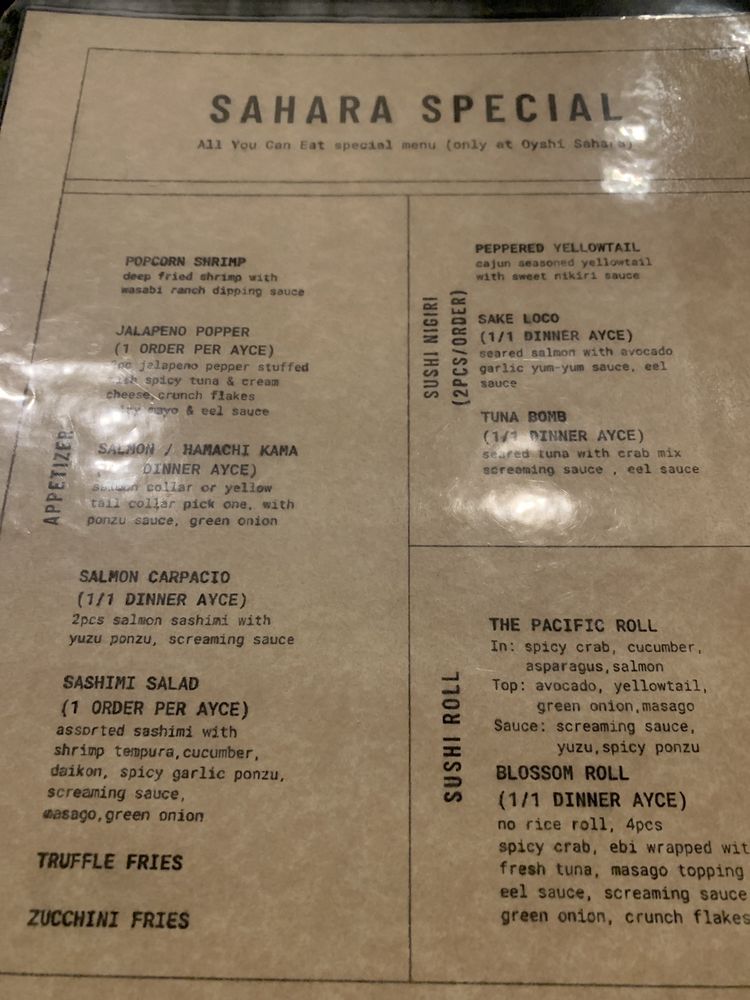 SAHARA SPECIAL
All You Can Eat special menu (only at Oyshi Sahara)
APPETIZER
POPCORN SHRIMP
deep fried shrimp with
wasabi ranch dipping sauce
JALAPENO POPPER
(1 ORDER PER AYCE)
jalapeno pepper stuffed
with spicy tuna & cream
cheese,crunch flakes
mayo & eel sauce
SALMON / HAMACHI KAMA
DINNER AYCE)
salmon collar or yellow
tail collar pick one, with
ponzu sauce, green onion
SALMON CARPACIO
(1/1 DINNER AYCE)
2pcs salmon sashimi with
yuzu ponzu, screaming sauce
SASHIMI SALAD
(1 ORDER PER AYCE)
assorted sashimi with
shrimp tempura,cucumber,
daikon, spicy garlic ponzu,
screaming sauce,
masago,green onion
TRUFFLE FRIES
ZUCCHINI FRIES
SUSHI NIGIRI
(2PCS/ORDER)
PEPPERED YELLOWTAIL
cajun seasoned yellowtail
with sweet nikiri sauce
SAKE LOCO
(1/1 DINNER AYCE)
seared salmon with avocado
garlic yum-yum sauce, eel
sauce
TUNA BOMB
(1/1 DINNER AYCE)
seared tuna with crab mix
screaming sauce , eel sauce
SUSHI ROLL
THE PACIFIC ROLL
In: spicy crab, cucumber,
asparagus,salmon
Top: avocado, yellowtail,
green onion,masago
Sauce: screaming sauce,
yuzu,spicy ponzu
BLOSSOM ROLL
(1/1 DINNER AYCE)
no rice roll, 4pcs
spicy crab, ebi wrapped wit
fresh tuna, masago topping
eel sauce, screaming sauce
green onion, crunch flakes